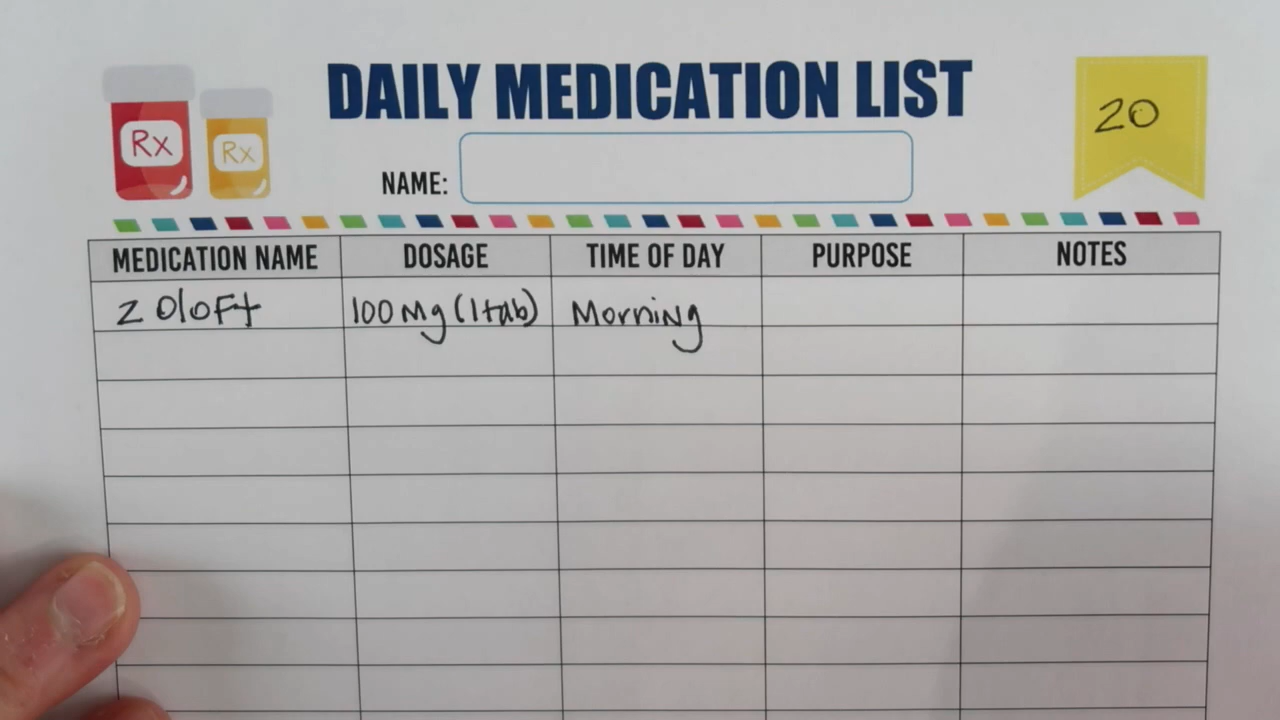 DAILY MEDICATION LIST
20
Rx Rx
NAME:
MEDICATION NAME DOSAGE TIME OF DAY PURPOSE NOTES
Zoloft 100 Mg (1 tab) Morning